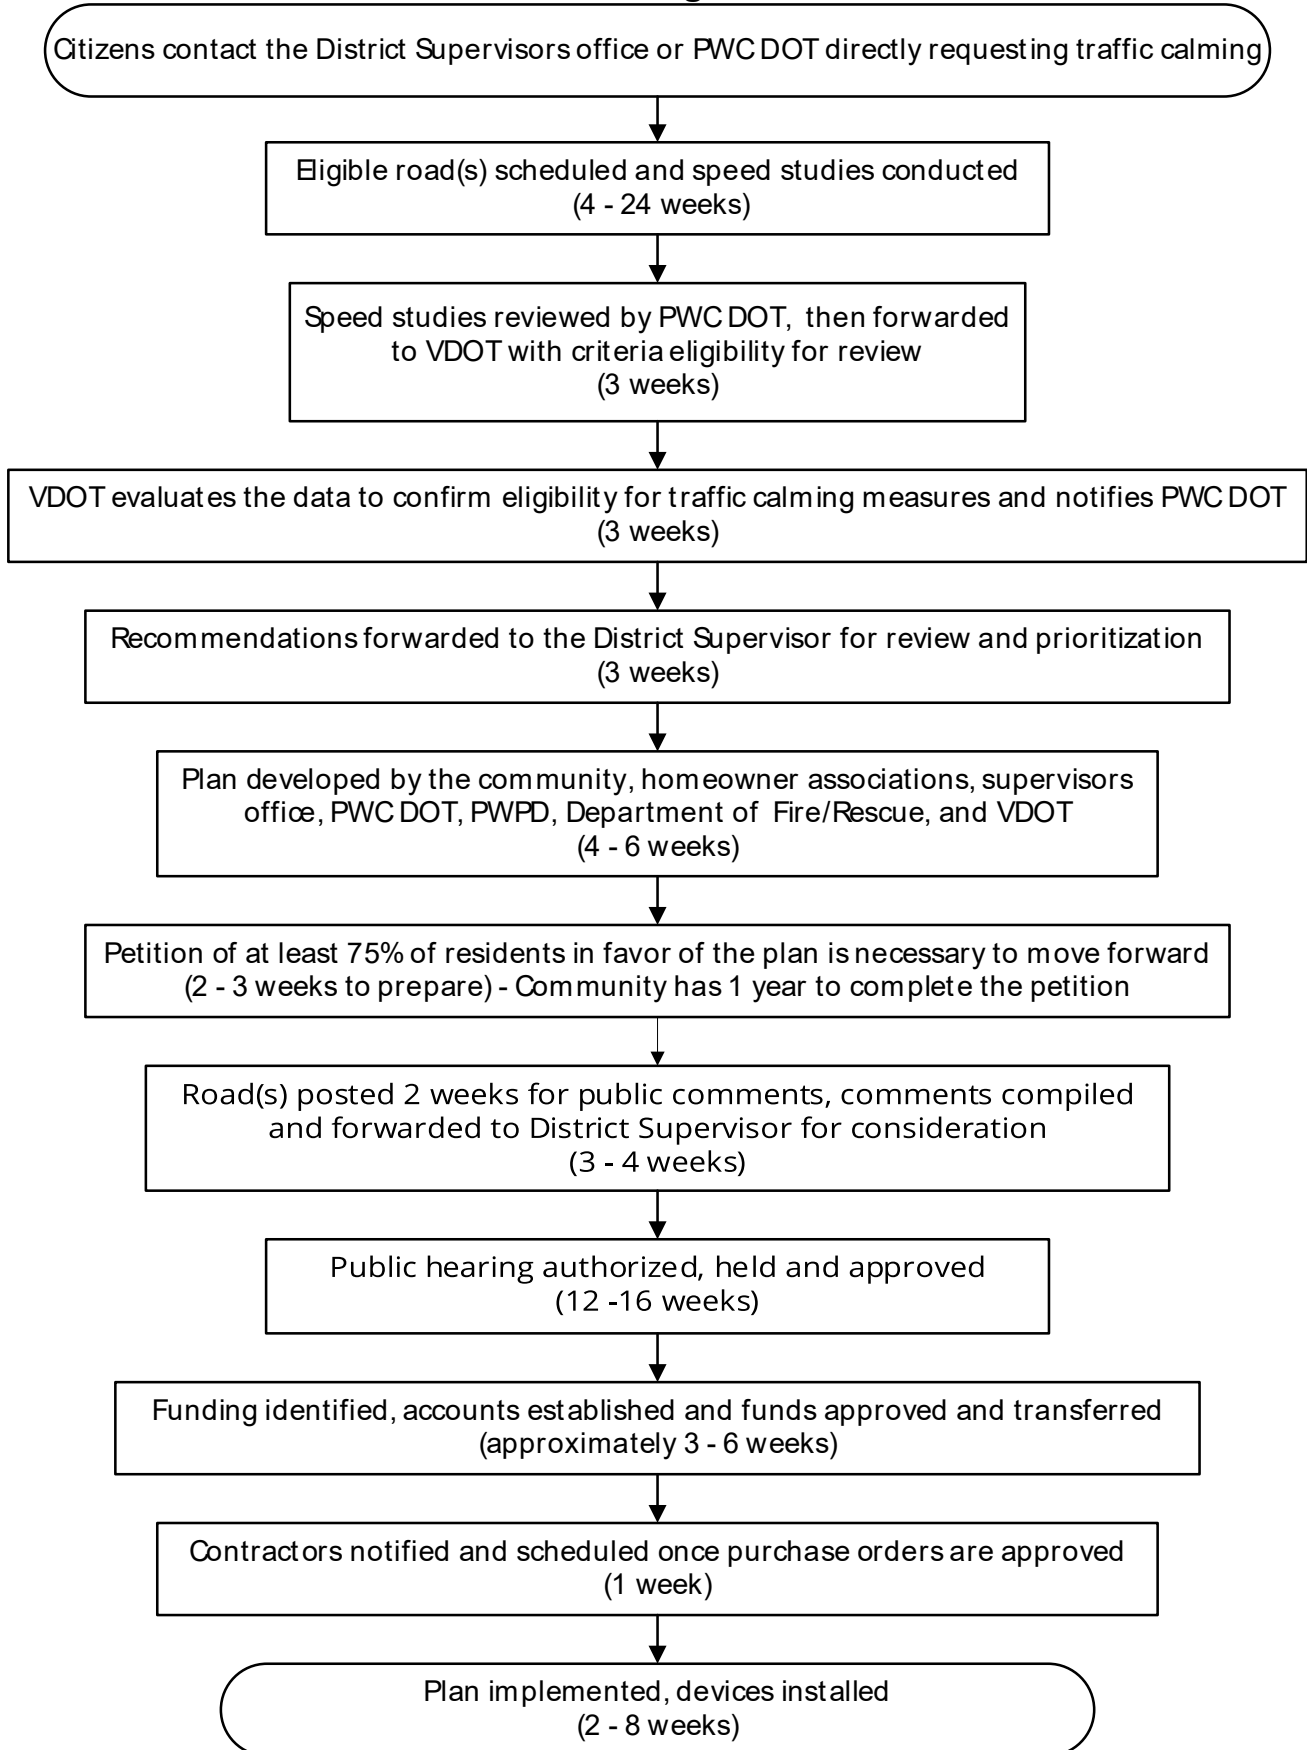 Citizens contact the District Supervisors office or PWC DOT directly requesting traffic calming
Eligible road(s) scheduled and speed studies conducted
(4 - 24 weeks)
Speed studies reviewed by PWC DOT, then forwarded
to VDOT with criteria eligibility for review
(3 weeks)
VDOT evaluates the data to confirm eligibility for traffic calming measures and notifies PWC DOT
(3 weeks)
Recommendations forwarded to the District Supervisor for review and prioritization
(3 weeks)
Plan developed by the community, homeowner associations, supervisors
office, PWC DOT, PWPD, Department of Fire/Rescue, and VDOT
(4 - 6 weeks)
Petition of at least 75% of residents in favor of the plan is necessary to move forward
(2 - 3 weeks to prepare) - Community has 1 year to complete the petition
Road(s) posted 2 weeks for public comments, comments compiled
and forwarded to District Supervisor for consideration
(3 - 4 weeks)
Public hearing authorized, held and approved
(12 -16 weeks)
Funding identified, accounts established and funds approved and transferred
(approximately 3 - 6 weeks)
Contractors notified and scheduled once purchase orders are approved
(1 week)
Plan implemented, devices installed
(2 - 8 weeks)